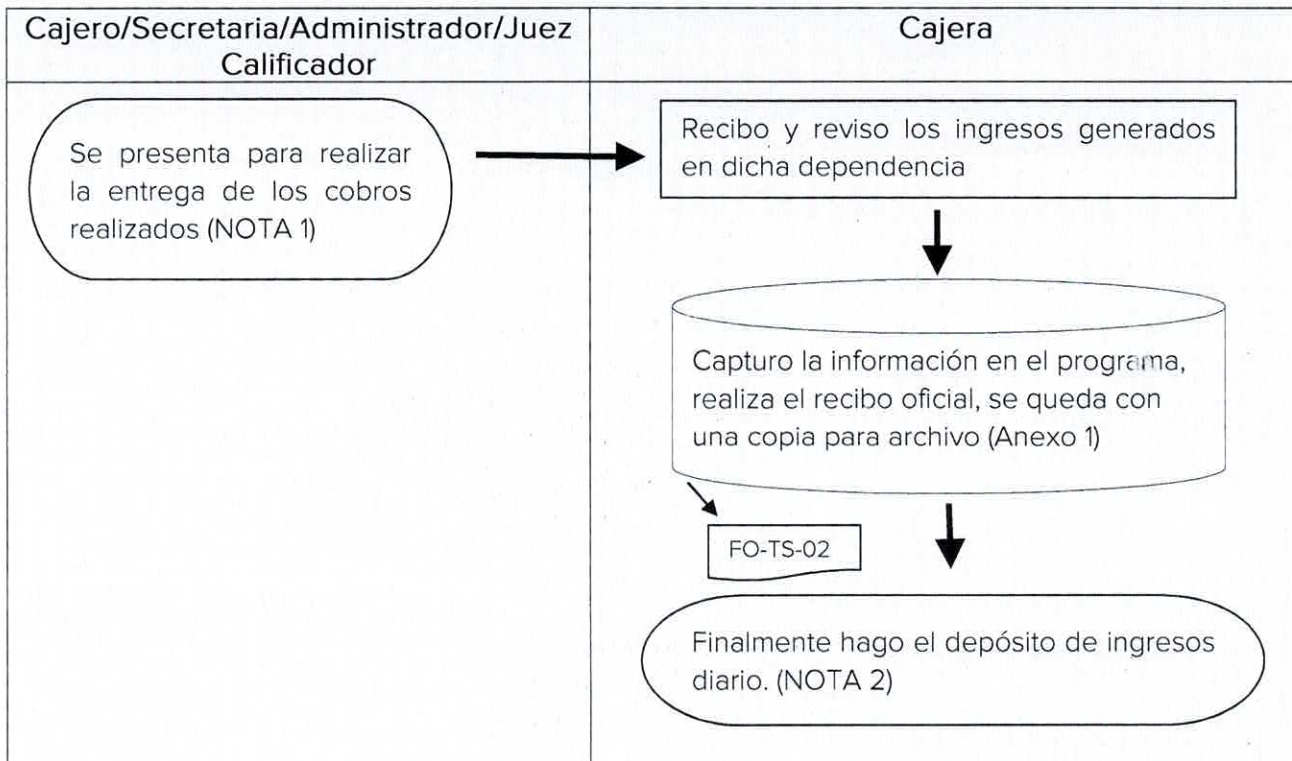 Cajero/Secretaria/Administrador/Juez
Calificador
Cajera
Se presenta para realizar
la entrega de los cobros
realizados (NOTA 1)
Recibo y reviso los ingresos generados
en dicha dependencia
Capturo la información en el programa,
realiza el recibo oficial, se queda con
una copia para archivo (Anexo 1)
FO-TS-02
Finalmente hago el depósito de ingresos
diario. (NOTA 2)